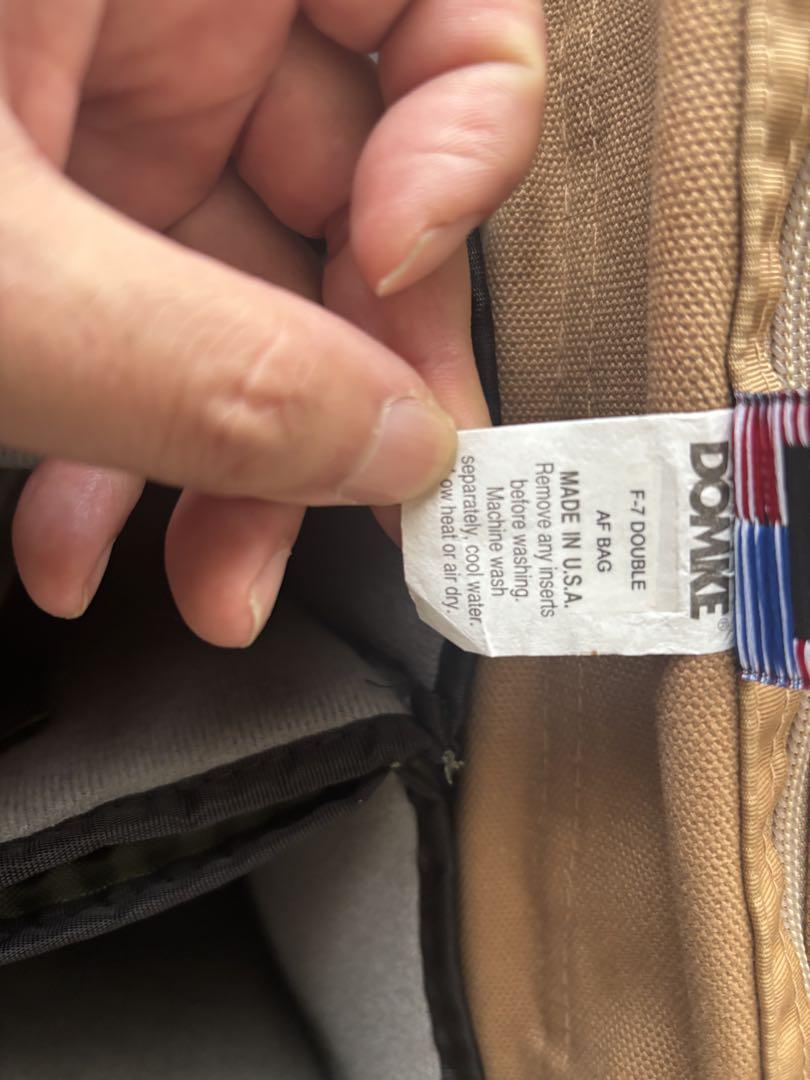 DOMKE®
F-7 DOUBLE
AF BAG
MADE IN U.S.A.
Remove any inserts
before washing.
Machine wash
separately, cool water.
ow heat or air dry.